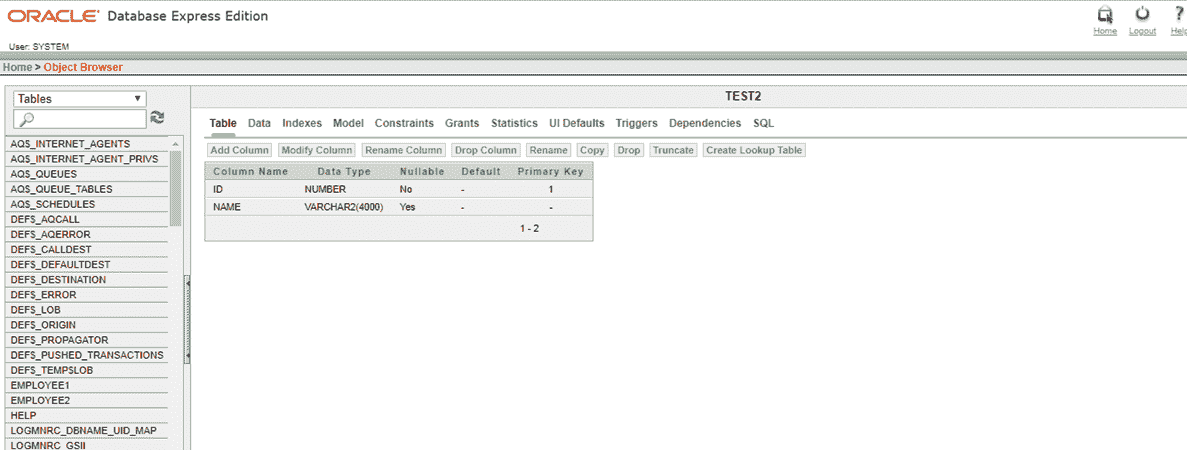 ORACLE® Database Express Edition
Home Logout Help
User: SYSTEM
Home > Object Browser
Tables
TEST2
Table Data Indexes Model Constraints Grants Statistics UI Defaults Triggers Dependencies SQL
Add Column Modify Column Rename Column Drop Column Rename Copy Drop Truncate Create Lookup Table
Column Name Data Type Nullable Default Primary Key
ID NUMBER No - 1
NAME VARCHAR2(4000) Yes - -
1 - 2
AQ$_INTERNET_AGENTS
AQ$_INTERNET_AGENT_PRIVS
AQ$_QUEUES
AQ$_QUEUE_TABLES
AQ$_SCHEDULES
DEF$_AQCALL
DEF$_AQERROR
DEF$_CALLDEST
DEF$_DEFAULTDEST
DEF$_DESTINATION
DEF$_ERROR
DEF$_LOB
DEF$_ORIGIN
DEF$_PROPAGATOR
DEF$_PUSHED_TRANSACTIONS
DEF$_TEMP$LOB
EMPLOYEE1
EMPLOYEE2
HELP
LOGMNRC_DBNAME_UID_MAP
LOGMNRC_GSII